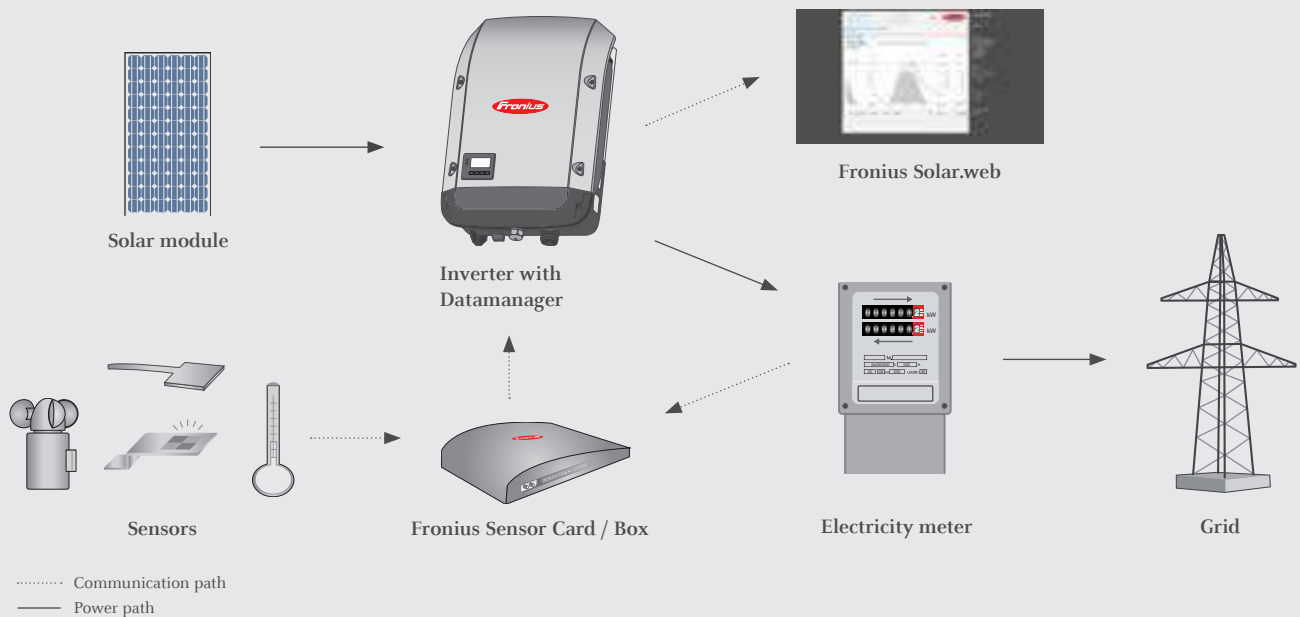 Fronius
Fronius Solar.web
Solar module
Inverter with
Datamanager
kW
kW
Sensors
Fronius Sensor Card / Box
Electricity meter
Grid
Communication path
Power path